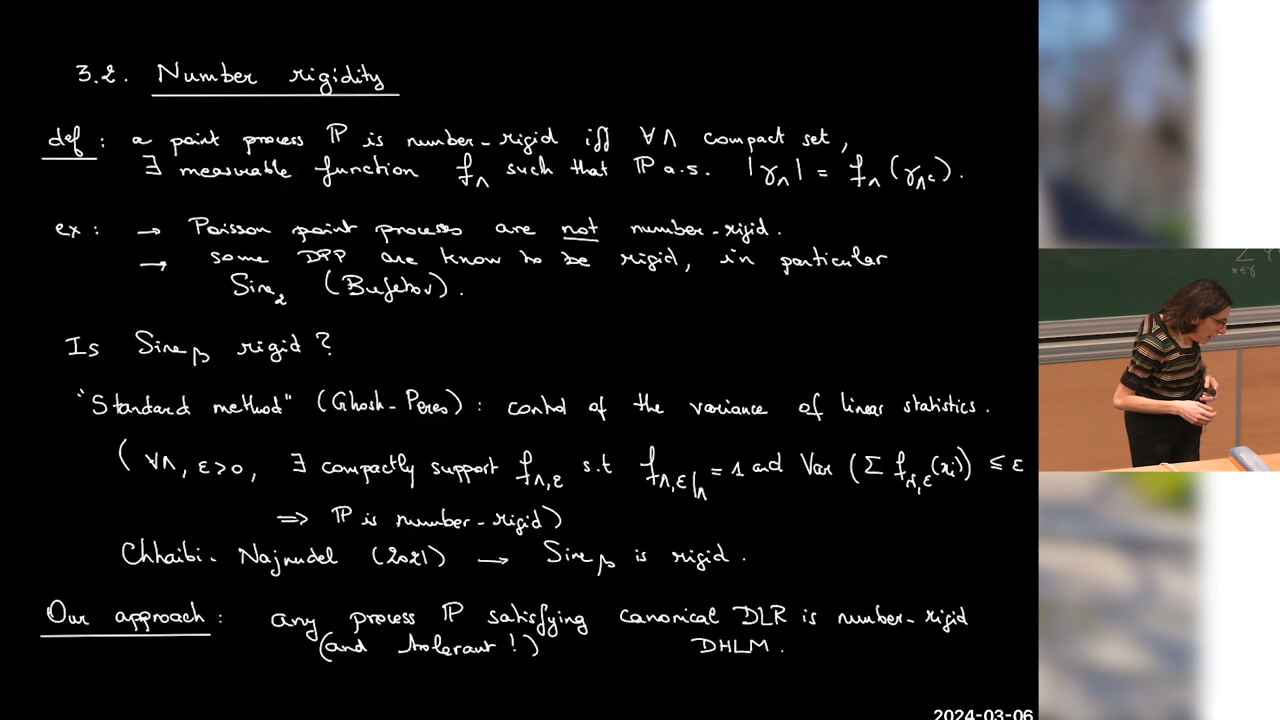 3.2. Number rigidity
def : a point process ℙ is number-rigid iff ∀Λ compact set,
∃ measurable function f_Λ such that ℙ a.s. |γ_Λ| = f_Λ(γ_Λᶜ).
ex : → Poisson point process are not number-rigid.
→ some DPP are know to be rigid, in particular
Sine₂ (Bufetov).
Is Sine_β rigid ?
"Standard method" (Ghosh-Peres) : control of the variance of linear statistics.
(∀Λ, ε>0, ∃ compactly support f_Λ,ε s.t f_Λ,ε|_Λ = 1 and Var (Σ f_Λ,ε(xi)) ≤ ε
⇒ ℙ is number-rigid)
Chhaibi - Najnudel (2021) → Sine_β is rigid.
Our approach : any process ℙ satisfying canonical DLR is number-rigid
(and tolerant !) DHLM.
Σ
x∈γ
2024-03-06